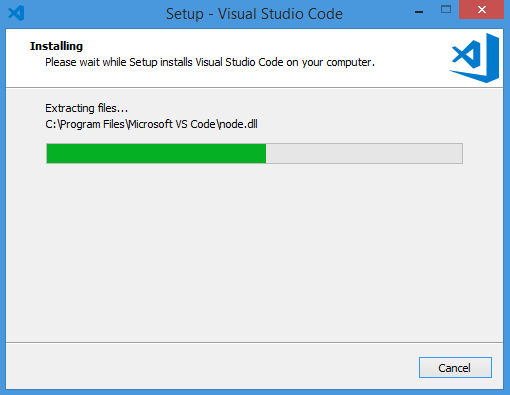 Setup - Visual Studio Code
Installing
Please wait while Setup installs Visual Studio Code on your computer.
Extracting files...
C:\Program Files\Microsoft VS Code\node.dll
Cancel